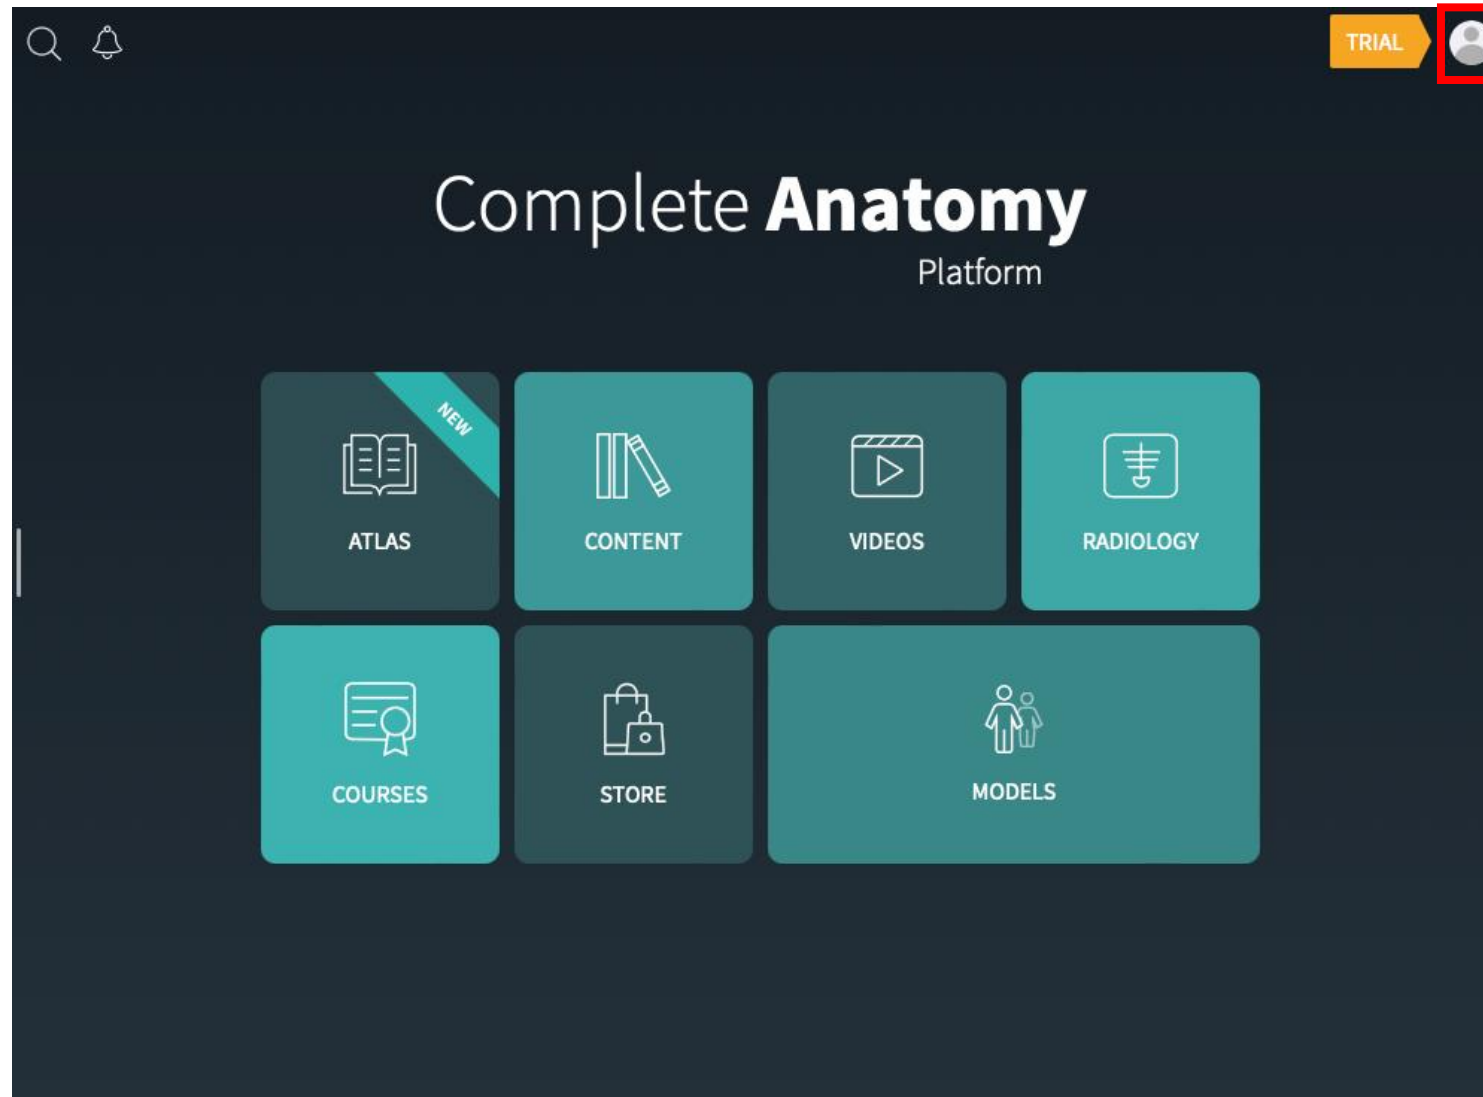 TRIAL
Complete Anatomy
Platform
NEW
ATLAS
CONTENT
VIDEOS
RADIOLOGY
COURSES
STORE
MODELS